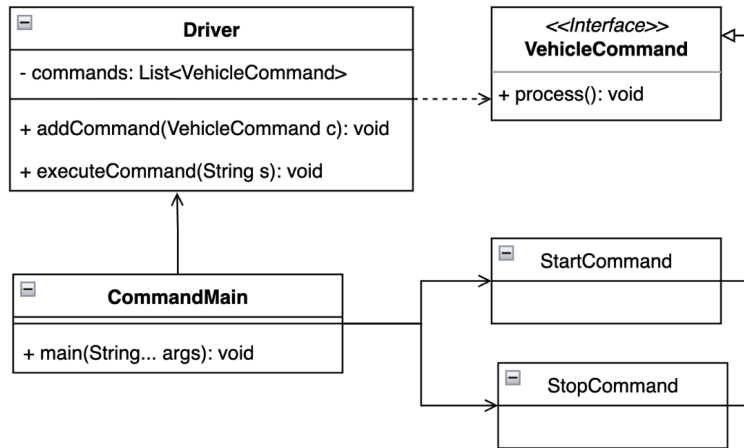 Driver
- commands: List<VehicleCommand>
+ addCommand(VehicleCommand c): void
+ executeCommand(String s): void
<<Interface>>
VehicleCommand
+ process(): void
CommandMain
+ main(String... args): void
StartCommand
StopCommand